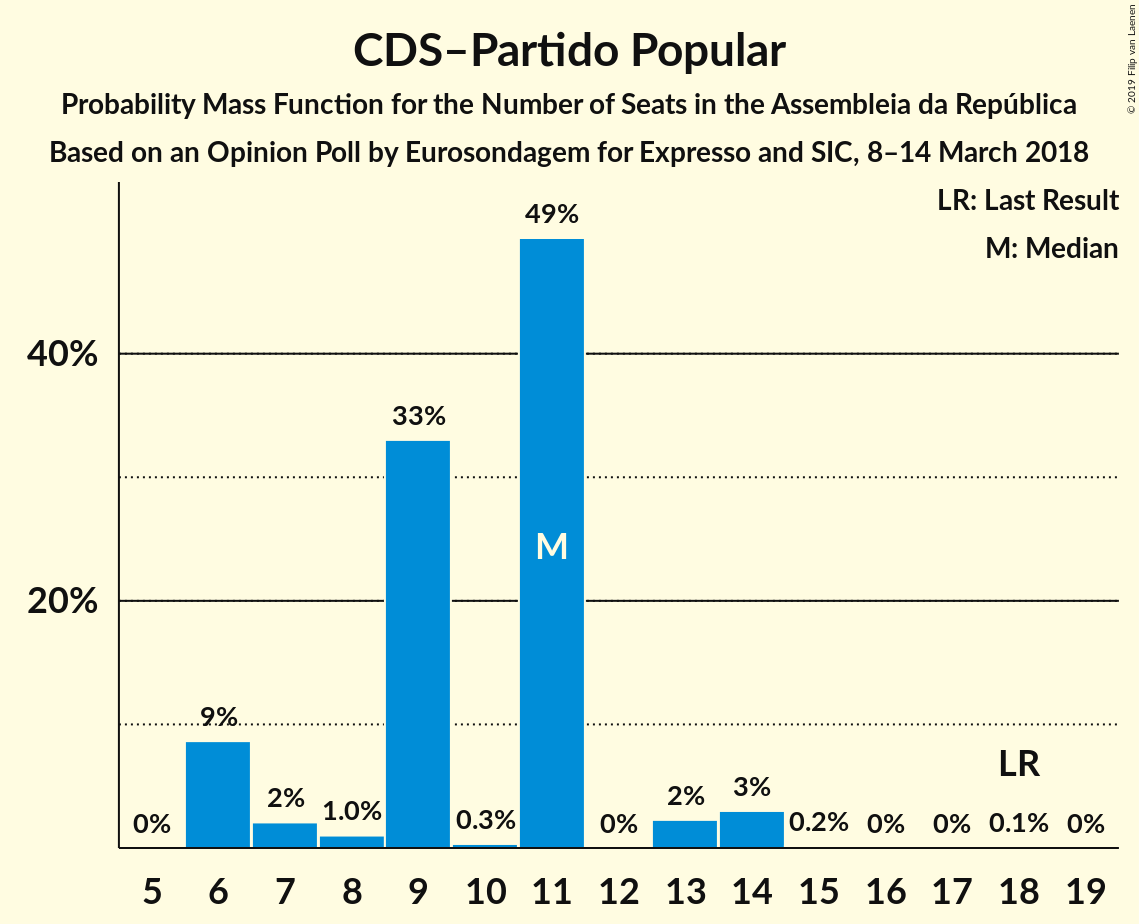 CDS–Partido Popular
Probability Mass Function for the Number of Seats in the Assembleia da República
Based on an Opinion Poll by Eurosondagem for Expresso and SIC, 8–14 March 2018
© 2019 Filip van Laenen
LR: Last Result
M: Median
49%
40%
33%
M
20%
9%
LR
2%
1.0%
0%
0.3%
0%
2%
3%
0.2%
0%
0%
0.1%
0%
5 6 7 8 9 10 11 12 13 14 15 16 17 18 19